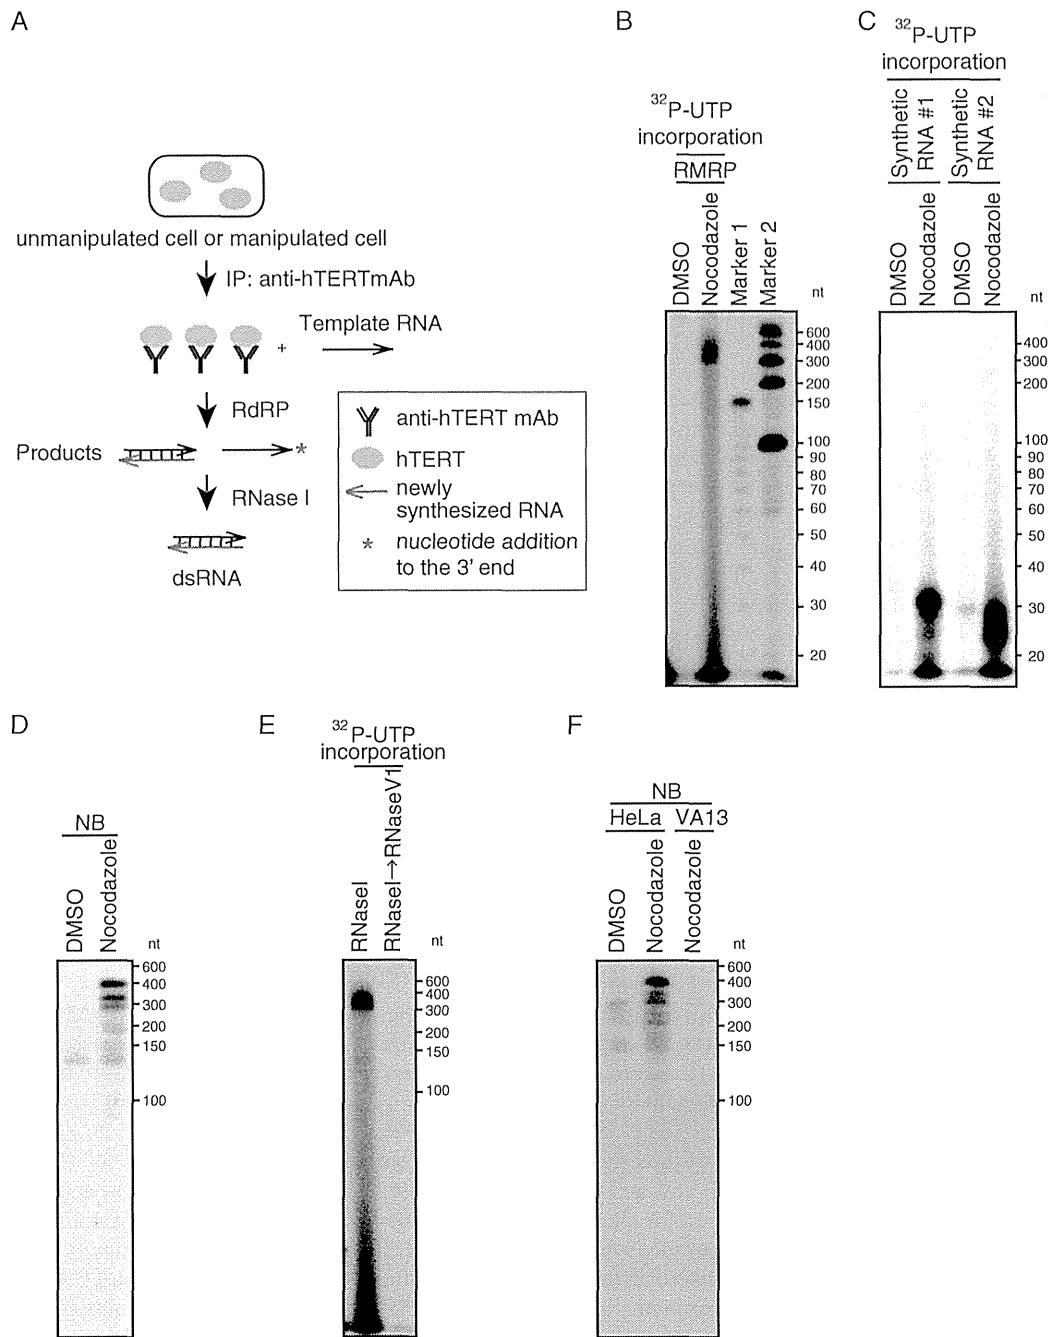 A
unmanipulated cell or manipulated cell
IP: anti-hTERTmAb
Template RNA
+
RdRP
Products
*
RNase I
dsRNA
anti-hTERT mAb
hTERT
newly
synthesized RNA
* nucleotide addition
to the 3' end
B
32P-UTP
incorporation
RMRP
DMSO
Nocodazole
Marker 1
Marker 2
nt
600
400
300
200
150
100
90
80
70
60
50
40
30
20
C
32P-UTP
incorporation
Synthetic
RNA #1
Synthetic
RNA #2
DMSO
Nocodazole
DMSO
Nocodazole
nt
400
300
200
100
90
80
70
60
50
40
30
20
D
NB
DMSO
Nocodazole
nt
600
400
300
200
150
100
E
32P-UTP
incorporation
RNaseI
RNaseI→RNaseV1
nt
600
400
300
200
150
100
F
NB
HeLa VA13
DMSO
Nocodazole
Nocodazole
nt
600
400
300
200
150
100